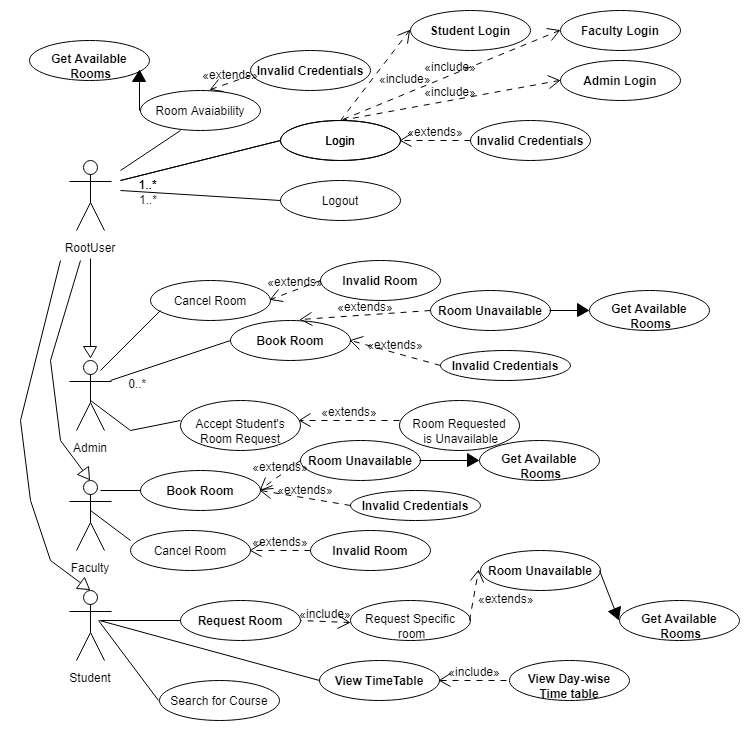 Student Login
Faculty Login
Get Available
Rooms
«extends»
Invalid Credentials
«include»
«include»
Admin Login
«include»
Room Avaiability
Login
«extends»
Invalid Credentials
1..*
1..*
Logout
RootUser
Cancel Room
«extends»
Invalid Room
«extends»
Room Unavailable
Get Available
Rooms
Book Room
«extends»
Invalid Credentials
0..*
Accept Student's
Room Request
«extends»
Room Requested
is Unavailable
Admin
«extends»
Room Unavailable
Get Available
Rooms
Book Room
«extends»
Invalid Credentials
Cancel Room
«extends»
Invalid Room
Faculty
Room Unavailable
«extends»
Request Room
«include»
Request Specific
room
Get Available
Rooms
Student
View TimeTable
«include»
View Day-wise
Time table
Search for Course